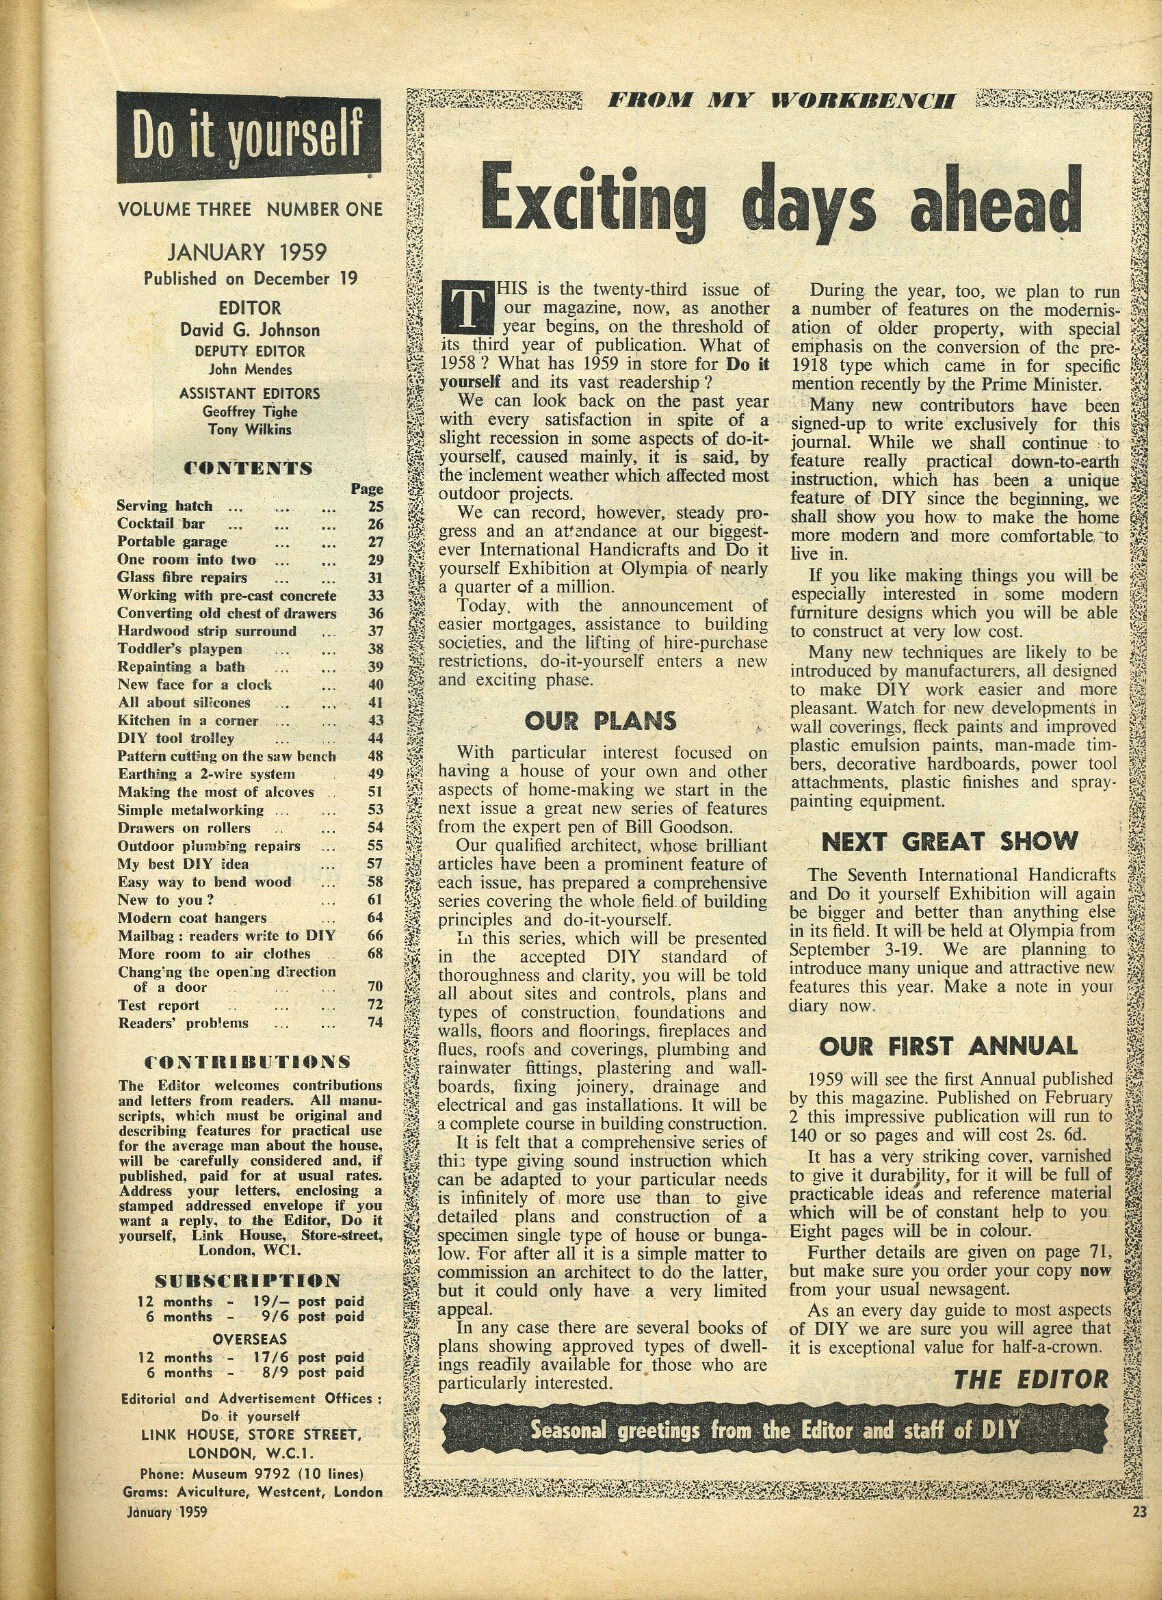 Do it yourself
VOLUME THREE NUMBER ONE
JANUARY 1959
Published on December 19
EDITOR
David G. Johnson
DEPUTY EDITOR
John Mendes
ASSISTANT EDITORS
Geoffrey Tighe
Tony Wilkins
CONTENTS
Page
Serving hatch ... ... ... 25
Cocktail bar ... ... ... 26
Portable garage ... ... 27
One room into two ... ... 29
Glass fibre repairs ... ... 31
Working with pre-cast concrete 33
Converting old chest of drawers 36
Hardwood strip surround ... 37
Toddler's playpen ... ... 38
Repainting a bath ... ... 39
New face for a clock ... 40
All about silicones ... ... 41
Kitchen in a corner ... ... 43
DIY tool trolley ... ... 44
Pattern cutting on the saw bench 48
Earthing a 2-wire system . 49
Making the most of alcoves .. 51
Simple metalworking ... ... 53
Drawers on rollers .. ... 54
Outdoor plumbing repairs ... 55
My best DIY idea ... ... 57
Easy way to bend wood ... 58
New to you ? .. ... 61
Modern coat hangers ... 64
Mailbag : readers write to DIY 66
More room to air clothes .. 68
Changing the opening direction
of a door ... ... ... 70
Test report .. ... ... 72
Readers' problems ... ... 74
CONTRIBUTIONS
The Editor welcomes contributions
and letters from readers. All manu-
scripts, which must be original and
describing features for practical use
for the average man about the house,
will be carefully considered and, if
published, paid for at usual rates.
Address your letters, enclosing a
stamped addressed envelope if you
want a reply, to the Editor, Do it
yourself, Link House, Store-street,
London, WC1.
SUBSCRIPTION
12 months - 19/- post paid
6 months - 9/6 post paid
OVERSEAS
12 months - 17/6 post paid
6 months - 8/9 post paid
Editorial and Advertisement Offices :
Do it yourself
LINK HOUSE, STORE STREET,
LONDON, W.C.1.
Phone: Museum 9792 (10 lines)
Grams: Aviculture, Westcent, London
January 1959
FROM MY WORKBENCH
Exciting days ahead
THIS is the twenty-third issue of
our magazine, now, as another
year begins, on the threshold of
its third year of publication. What of
1958 ? What has 1959 in store for Do it
yourself and its vast readership ?
We can look back on the past year
with every satisfaction in spite of a
slight recession in some aspects of do-it-
yourself, caused mainly, it is said, by
the inclement weather which affected most
outdoor projects.
We can record, however, steady pro-
gress and an attendance at our biggest-
ever International Handicrafts and Do it
yourself Exhibition at Olympia of nearly
a quarter of a million.
Today, with the announcement of
easier mortgages, assistance to building
societies, and the lifting of hire-purchase
restrictions, do-it-yourself enters a new
and exciting phase.
OUR PLANS
With particular interest focused on
having a house of your own and other
aspects of home-making we start in the
next issue a great new series of features
from the expert pen of Bill Goodson.
Our qualified architect, whose brilliant
articles have been a prominent feature of
each issue, has prepared a comprehensive
series covering the whole field of building
principles and do-it-yourself.
In this series, which will be presented
in the accepted DIY standard of
thoroughness and clarity, you will be told
all about sites and controls, plans and
types of construction, foundations and
walls, floors and floorings, fireplaces and
flues, roofs and coverings, plumbing and
rainwater fittings, plastering and wall-
boards, fixing joinery, drainage and
electrical and gas installations. It will be
a complete course in building construction.
It is felt that a comprehensive series of
this type giving sound instruction which
can be adapted to your particular needs
is infinitely of more use than to give
detailed plans and construction of a
specimen single type of house or bunga-
low. For after all it is a simple matter to
commission an architect to do the latter,
but it could only have a very limited
appeal.
In any case there are several books of
plans showing approved types of dwell-
ings readily available for those who are
particularly interested.
During the year, too, we plan to run
a number of features on the modernis-
ation of older property, with special
emphasis on the conversion of the pre-
1918 type which came in for specific
mention recently by the Prime Minister.
Many new contributors have been
signed-up to write exclusively for this
journal. While we shall continue to
feature really practical down-to-earth
instruction, which has been a unique
feature of DIY since the beginning, we
shall show you how to make the home
more modern and more comfortable to
live in.
If you like making things you will be
especially interested in some modern
furniture designs which you will be able
to construct at very low cost.
Many new techniques are likely to be
introduced by manufacturers, all designed
to make DIY work easier and more
pleasant. Watch for new developments in
wall coverings, fleck paints and improved
plastic emulsion paints, man-made tim-
bers, decorative hardboards, power tool
attachments, plastic finishes and spray-
painting equipment.
NEXT GREAT SHOW
The Seventh International Handicrafts
and Do it yourself Exhibition will again
be bigger and better than anything else
in its field. It will be held at Olympia from
September 3-19. We are planning to
introduce many unique and attractive new
features this year. Make a note in your
diary now.
OUR FIRST ANNUAL
1959 will see the first Annual published
by this magazine. Published on February
2 this impressive publication will run to
140 or so pages and will cost 2s. 6d.
It has a very striking cover, varnished
to give it durability, for it will be full of
practicable ideas and reference material
which will be of constant help to you
Eight pages will be in colour.
Further details are given on page 71,
but make sure you order your copy now
from your usual newsagent.
As an every day guide to most aspects
of DIY we are sure you will agree that
it is exceptional value for half-a-crown.
THE EDITOR
Seasonal greetings from the Editor and staff of DIY
23